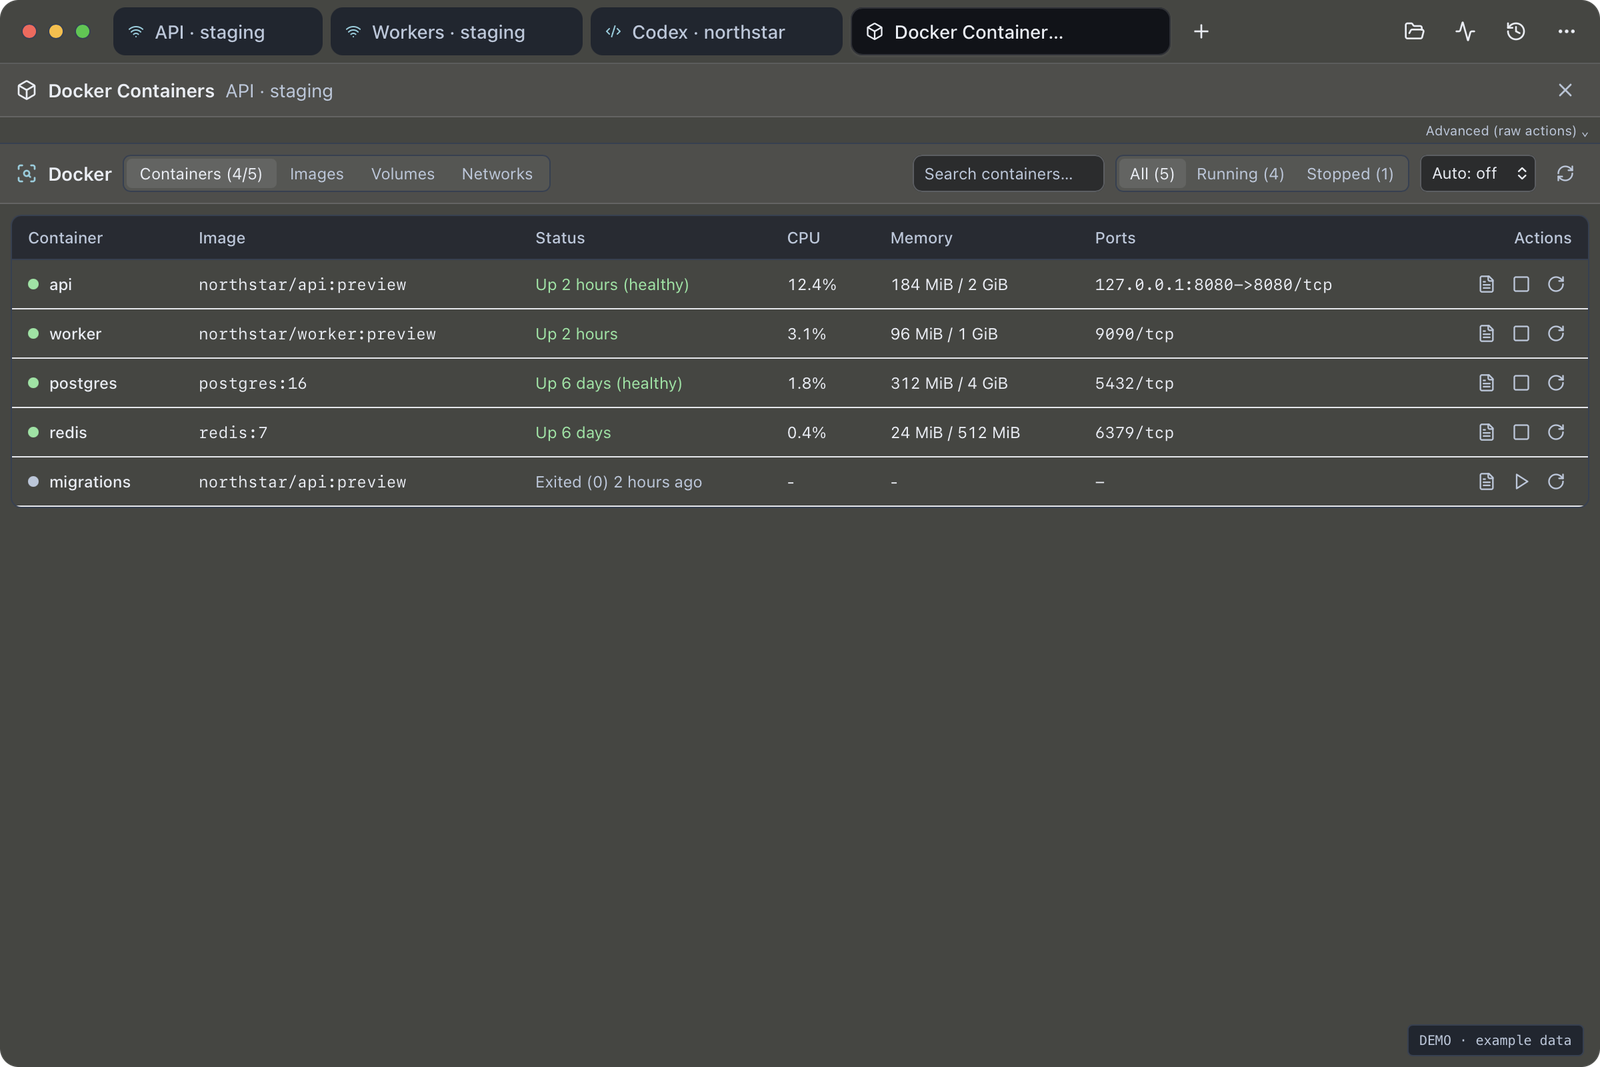 API · staging
Workers · staging
Codex · northstar
Docker Container...
Docker Containers API · staging
Advanced (raw actions)
Docker Containers (4/5) Images Volumes Networks Search containers... All (5) Running (4) Stopped (1) Auto: off
Container Image Status CPU Memory Ports Actions
api northstar/api:preview Up 2 hours (healthy) 12.4% 184 MiB / 2 GiB 127.0.0.1:8080->8080/tcp
worker northstar/worker:preview Up 2 hours 3.1% 96 MiB / 1 GiB 9090/tcp
postgres postgres:16 Up 6 days (healthy) 1.8% 312 MiB / 4 GiB 5432/tcp
redis redis:7 Up 6 days 0.4% 24 MiB / 512 MiB 6379/tcp
migrations northstar/api:preview Exited (0) 2 hours ago - - –
DEMO · example data